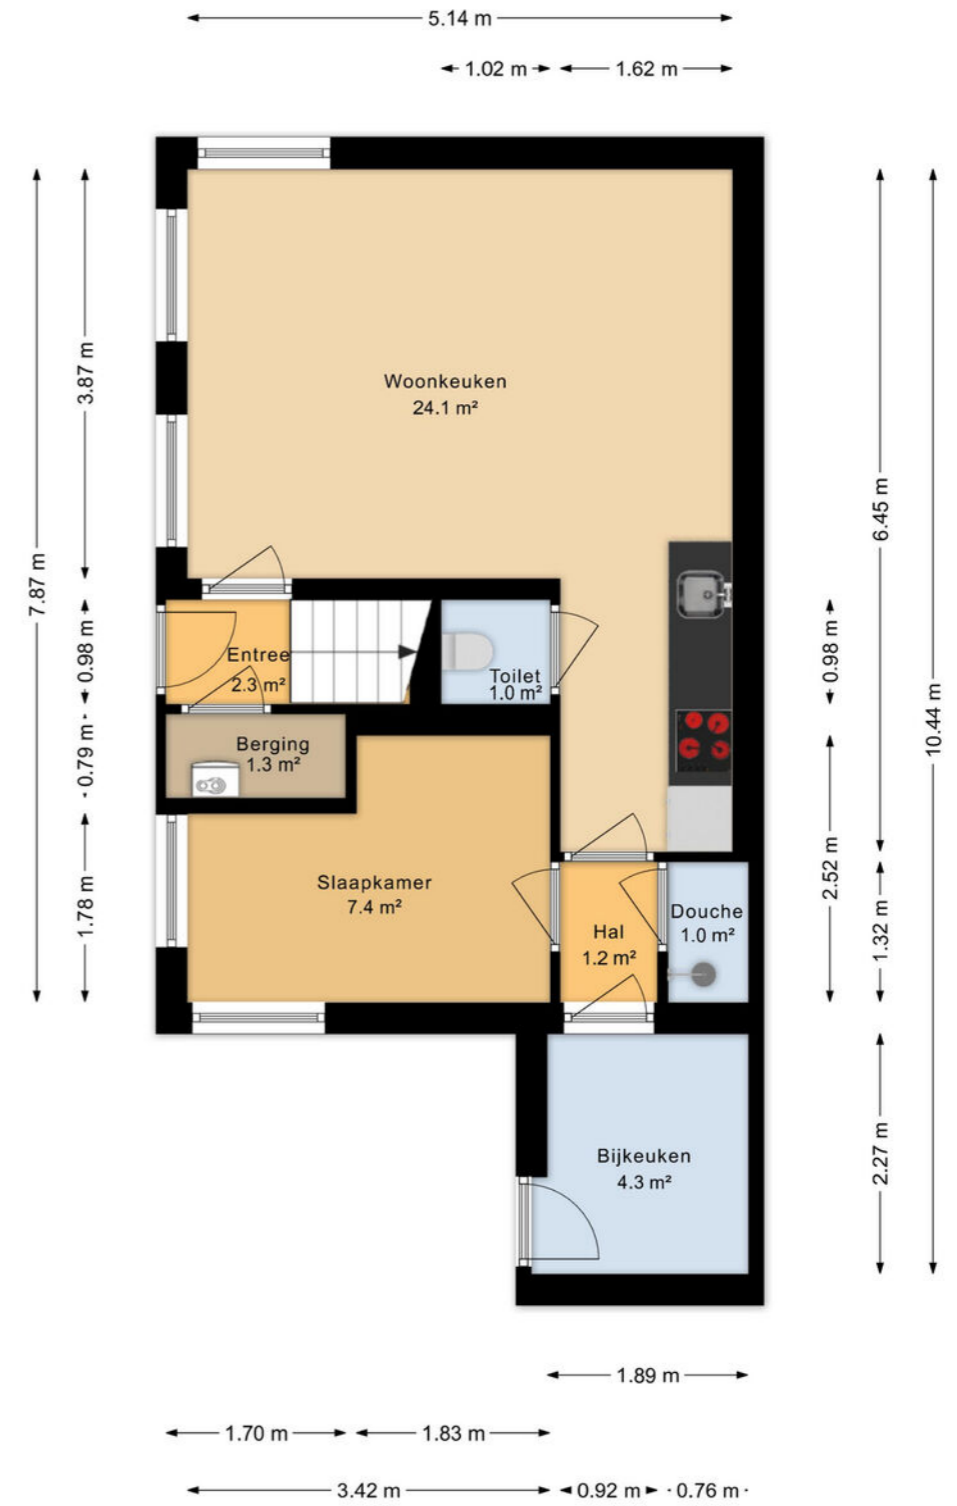 5.14 m
1.02 m
1.62 m
Woonkeuken
24.1 m²
3.87 m
7.87 m
6.45 m
10.44 m
0.98 m
Entree
2.3 m²
Toilet
1.0 m²
0.98 m
0.79 m
Berging
1.3 m²
2.52 m
Slaapkamer
7.4 m²
1.78 m
Hal
1.2 m²
Douche
1.0 m²
1.32 m
Bijkeuken
4.3 m²
2.27 m
1.89 m
1.70 m
1.83 m
3.42 m
0.92 m
0.76 m